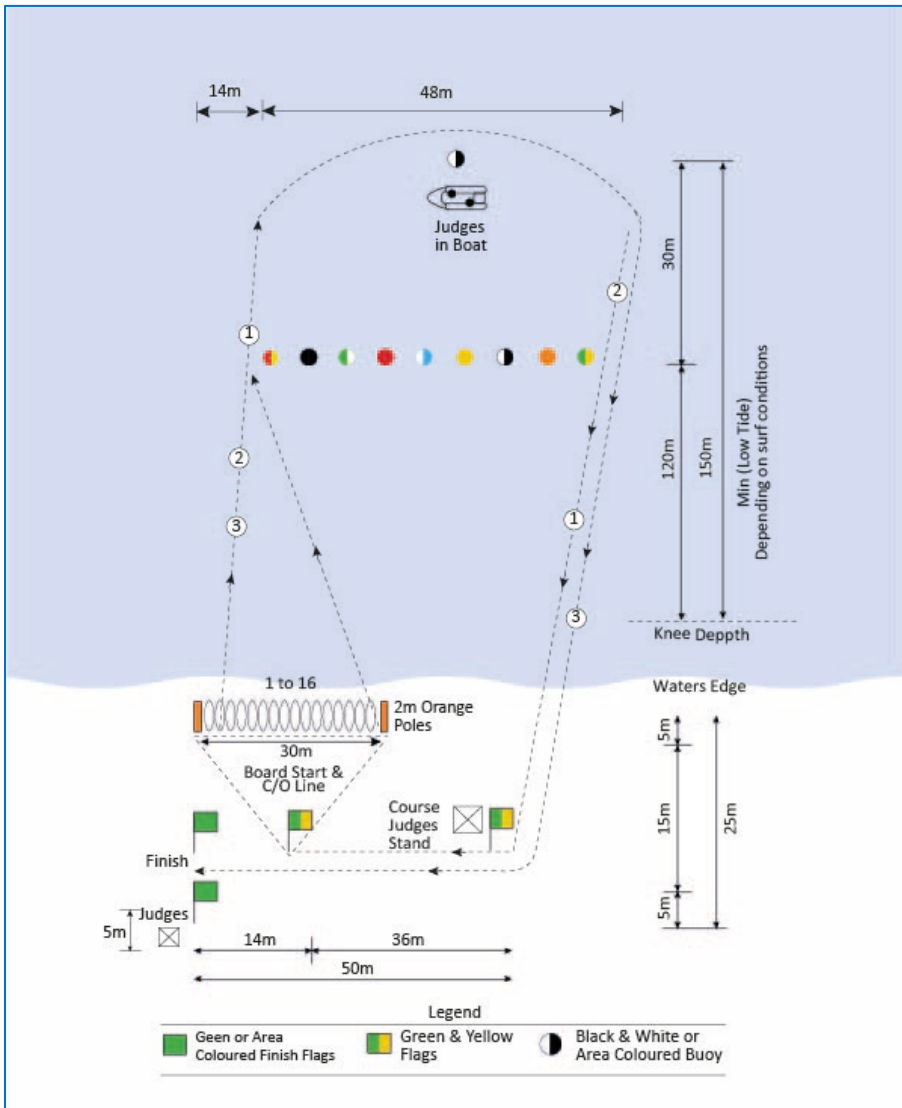 14m
48m
Judges
in Boat
30m
2
1
2
120m
150m
Min (Low Tide)
Depending on surf conditions
3
1
3
Knee Deppth
Waters Edge
1 to 16
2m Orange
Poles
30m
Board Start &
C/O Line
5m
15m
25m
5m
Course
Judges
Stand
Finish
Judges
5m
14m
36m
50m
Legend
Geen or Area
Coloured Finish Flags
Green & Yellow
Flags
Black & White or
Area Coloured Buoy